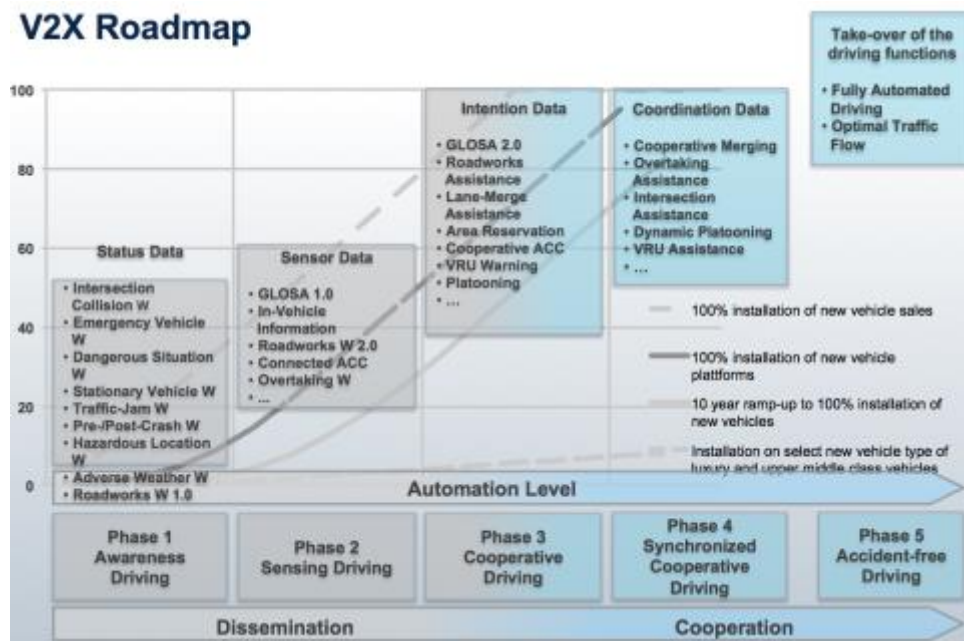 V2X Roadmap
Take-over of the
driving functions
• Fully Automated
Driving
• Optimal Traffic
Flow
100
80
60
40
20
0
Status Data
• Intersection
Collision W
• Emergency Vehicle
W
• Dangerous Situation
W
• Stationary Vehicle W
• Traffic-Jam W
• Pre-/Post-Crash W
• Hazardous Location
W
• Adverse Weather W
• Roadworks W 1.0
Sensor Data
• GLOSA 1.0
• In-Vehicle
Information
• Roadworks W 2.0
• Connected ACC
• Overtaking W
• ...
Intention Data
• GLOSA 2.0
• Roadworks
Assistance
• Lane-Merge
Assistance
• Area Reservation
• Cooperative ACC
• VRU Warning
• Platooning
• ...
Coordination Data
• Cooperative Merging
• Overtaking
Assistance
• Intersection
Assistance
• Dynamic Platooning
• VRU Assistance
• ...
100% installation of new vehicle sales
100% installation of new vehicle
plattforms
10 year ramp-up to 100% installation of
new vehicles
Installation on select new vehicle type of
luxury and upper middle class vehicles
Automation Level
Phase 1
Awareness
Driving
Phase 2
Sensing Driving
Phase 3
Cooperative
Driving
Phase 4
Synchronized
Cooperative
Driving
Phase 5
Accident-free
Driving
Dissemination
Cooperation